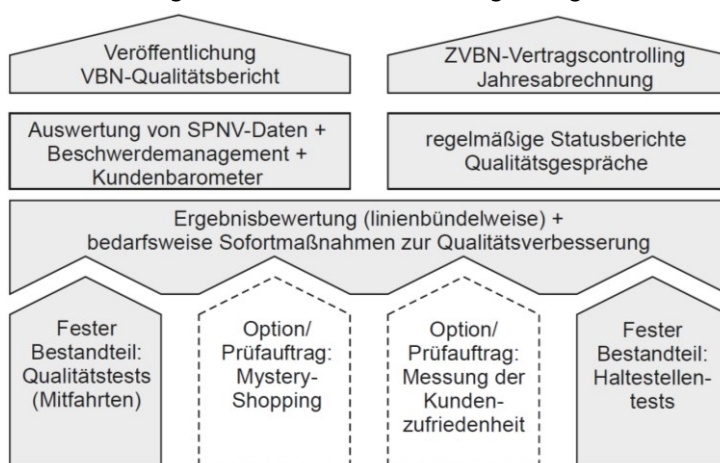 Veröffentlichung
VBN-Qualitätsbericht
ZVBN-Vertragscontrolling
Jahresabrechnung
Auswertung von SPNV-Daten +
Beschwerdemanagement +
Kundenbarometer
regelmäßige Statusberichte
Qualitätsgespräche
Ergebnisbewertung (linienbündelweise) +
bedarfsweise Sofortmaßnahmen zur Qualitätsverbesserung
Fester
Bestandteil:
Qualitätstests
(Mitfahrten)
Option/
Prüfauftrag:
Mystery-
Shopping
Option/
Prüfauftrag:
Messung der
Kunden-
zufriedenheit
Fester
Bestandteil:
Haltestellen-
tests